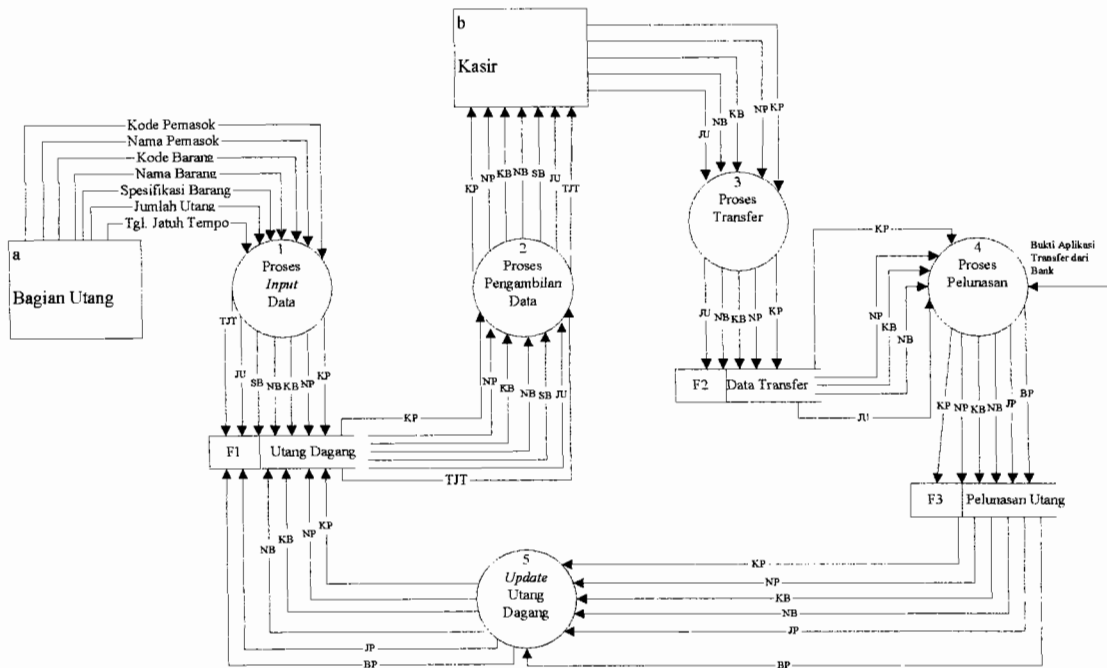 b
Kasir
Kode Pemasok
Nama Pemasok
Kode Barang
Nama Barang
Spesifikasi Barang
Jumlah Utang
Tgl. Jatuh Tempo
a
Bagian Utang
1
Proses
Input
Data
KP
NP
KB
NB
SB
JU
TJT
2
Proses
Pengambilan
Data
JU
NB
KB
NP
KP
3
Proses
Transfer
KP
4
Proses
Pelunasan
Bukti Aplikasi
Transfer dari
Bank
NP
KB
NB
JU
NB
KB
NP
KP
F2
Data Transfer
JU
TJT
JU
SB
NB
KB
NP
KP
F1
Utang Dagang
KP
NP
KB
NB
SB
JU
TJT
KP
NP
KB
NB
JP
BP
F3
Pelunasan Utang
NB
KB
NP
KP
JP
BP
5
Update
Utang
Dagang
KP
NP
KB
NB
JP
BP